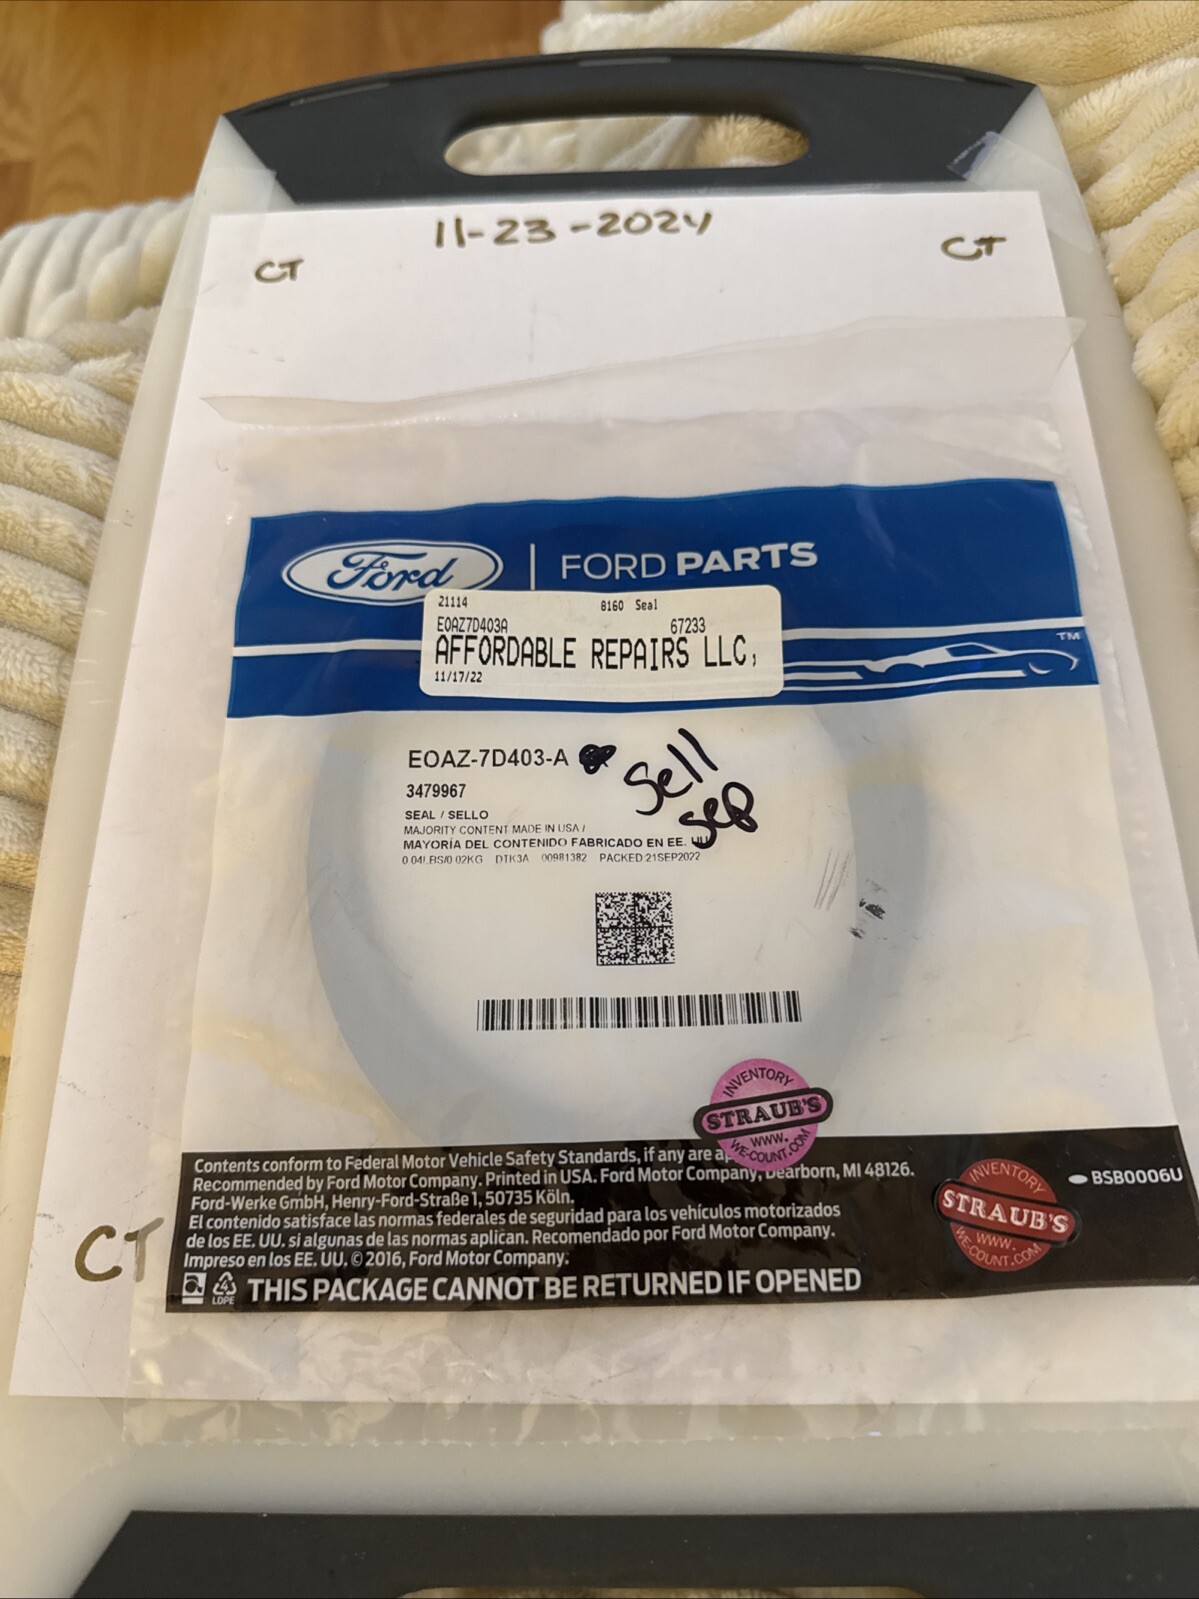 11-23-2024
CT
CT
Ford | FORD PARTS
21114 8160 Seal
EOAZ7D403A 67233
AFFORDABLE REPAIRS LLC,
11/17/22
TM
EOAZ-7D403-A
Sell
sep
3479967
SEAL / SELLO
MAJORITY CONTENT MADE IN USA /
MAYORÍA DEL CONTENIDO FABRICADO EN EE. UU
0.04LBS/0.02KG D1K3A 00981382 PACKED:21SEP2022
INVENTORY
STRAUB'S
WWW.
WE-COUNT.COM
Contents conform to Federal Motor Vehicle Safety Standards, if any are
Recommended by Ford Motor Company. Printed in USA. Ford Motor Company, Dearborn, MI 48126.
Ford-Werke GmbH, Henry-Ford-Straße 1, 50735 Köln.
El contenido satisface las normas federales de seguridad para los vehículos motorizados
de los EE. UU. si algunas de las normas aplican. Recomendado por Ford Motor Company.
Impreso en los EE. UU. © 2016, Ford Motor Company.
4
LDPE
THIS PACKAGE CANNOT BE RETURNED IF OPENED
INVENTORY
STRAUB'S
WWW.
WE-COUNT.COM
BSB0006U
CT